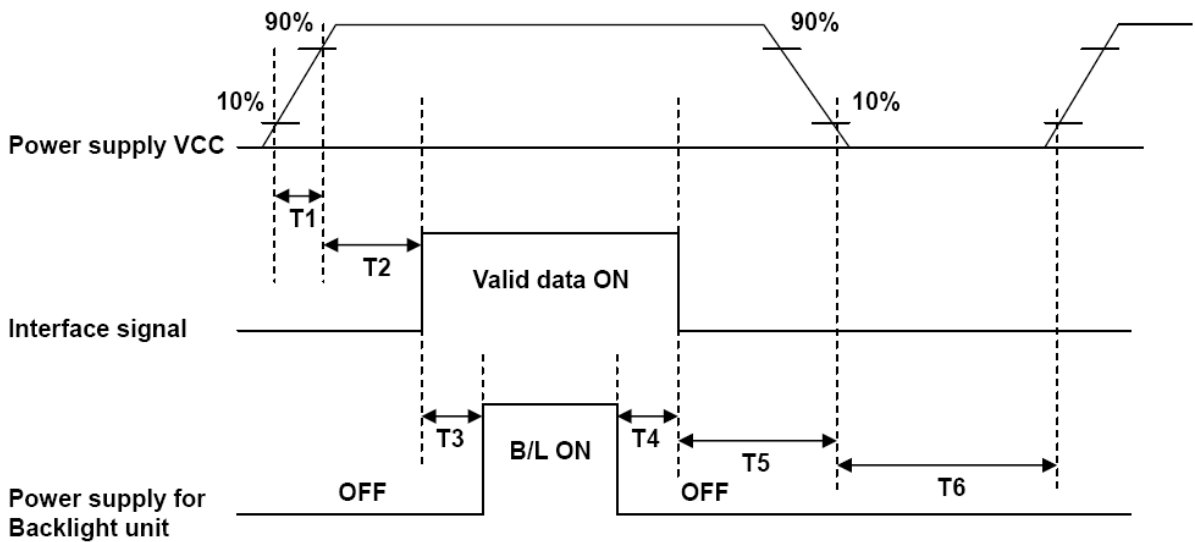 90%
90%
10%
10%
Power supply VCC
T1
T2
Valid data ON
Interface signal
T3
T4
B/L ON
T5
T6
OFF
OFF
Power supply for
Backlight unit